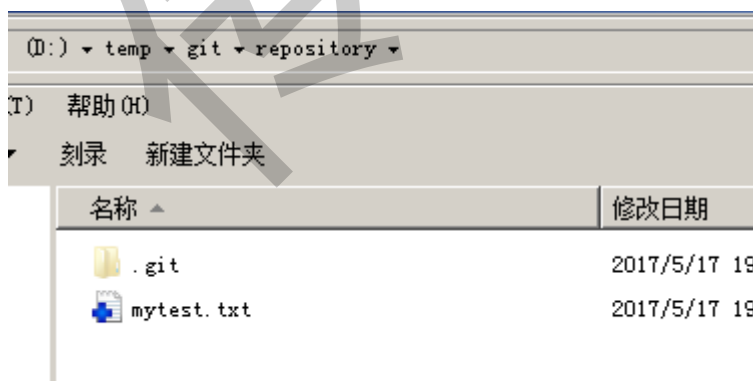 (D:) temp git repository
(T) 帮助(H)
刻录 新建文件夹
名称 修改日期
.git 2017/5/17 19
mytest.txt 2017/5/17 19